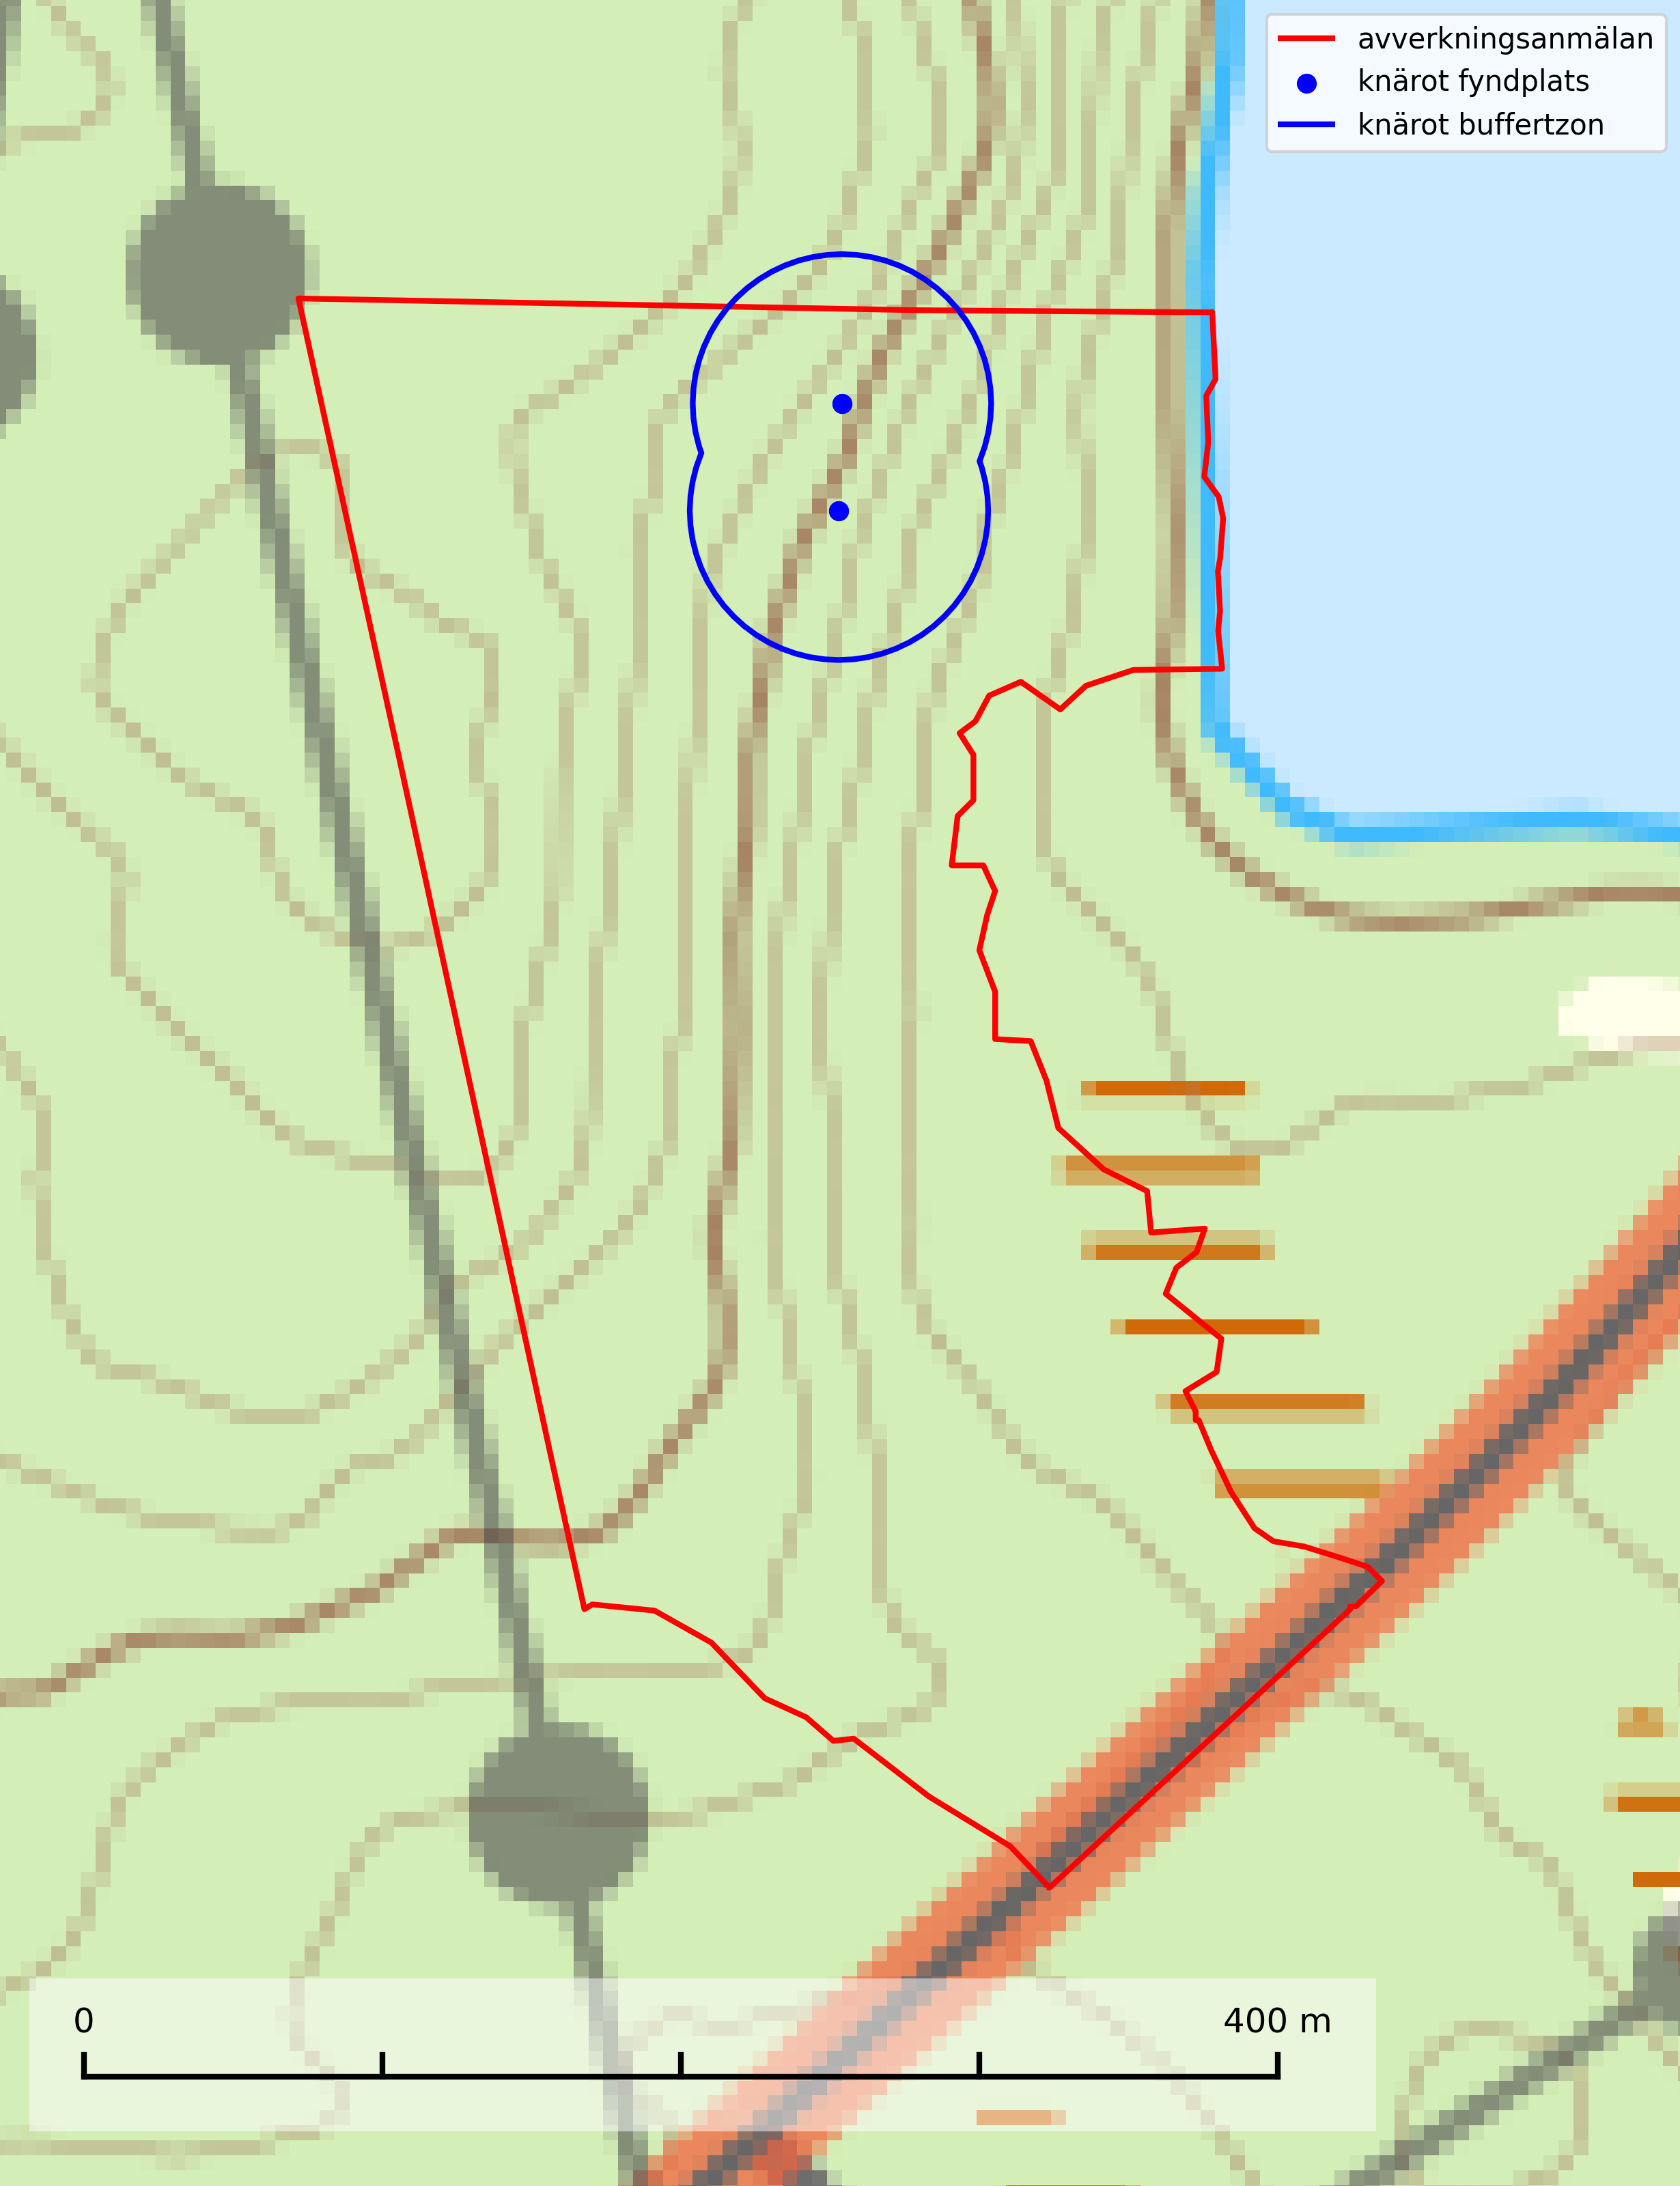 avverkningsanmälan
knärot fyndplats
knärot buffertzon
0
400 m